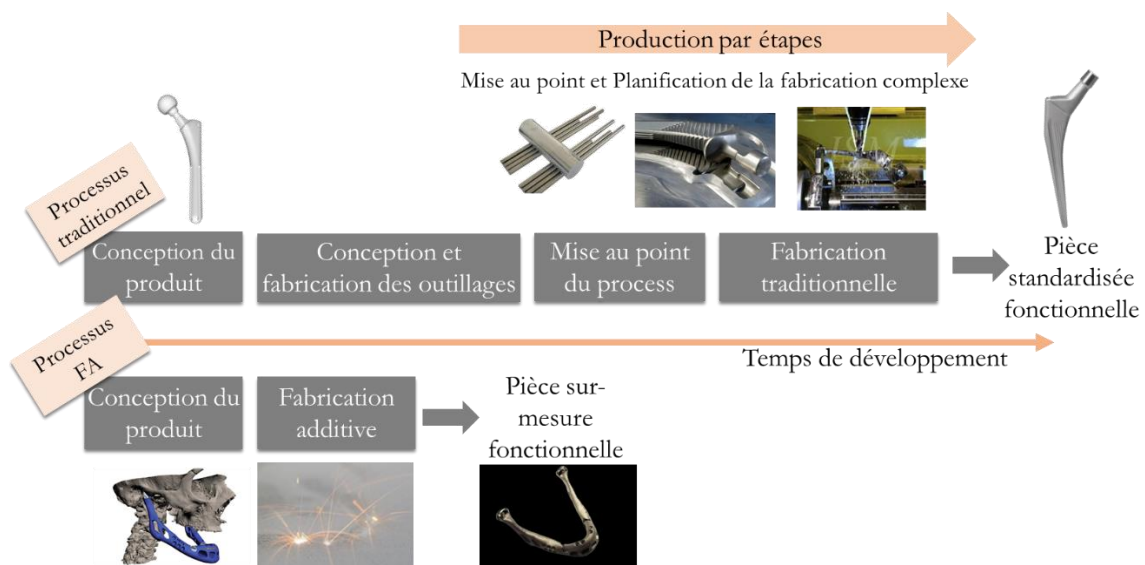 Production par étapes
Mise au point et Planification de la fabrication complexe
Processus
traditionnel
Conception du
produit
Conception et
fabrication des outillages
Mise au point
du process
Fabrication
traditionnelle
Pièce
standardisée
fonctionnelle
Processus
FA
Temps de développement
Conception du
produit
Fabrication
additive
Pièce sur-
mesure
fonctionnelle